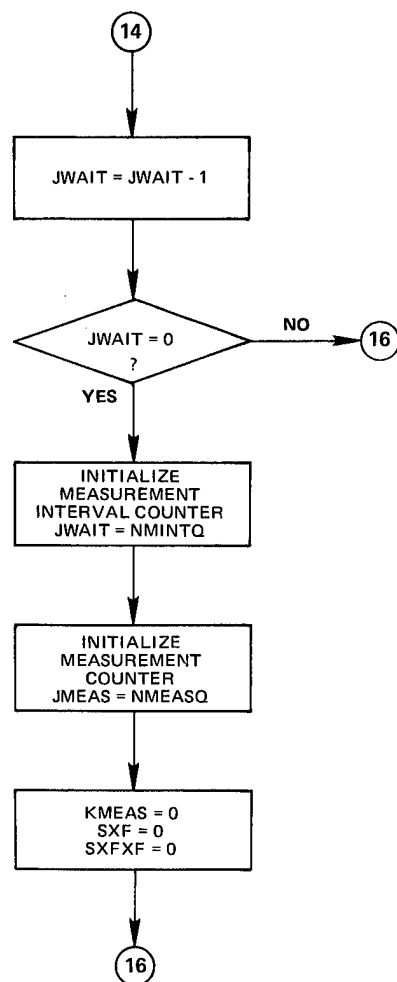 14
JWAIT = JWAIT - 1
JWAIT = 0
?
NO
16
YES
INITIALIZE
MEASUREMENT
INTERVAL COUNTER
JWAIT = NMINTQ
INITIALIZE
MEASUREMENT
COUNTER
JMEAS = NMEASQ
KMEAS = 0
SXF = 0
SXFXF = 0
16